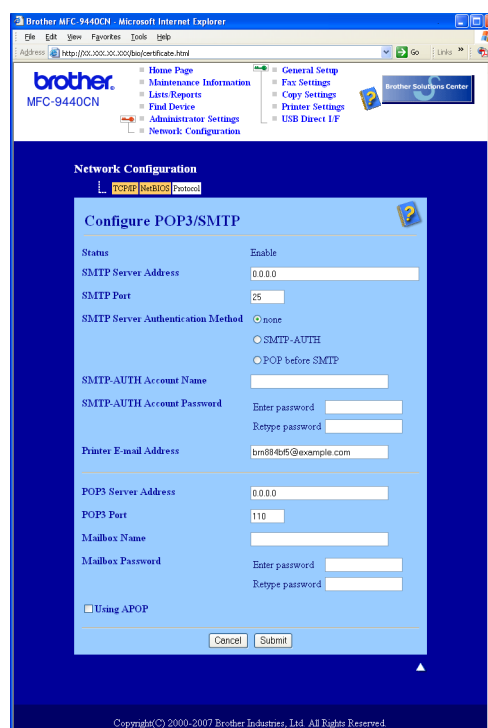 Brother MFC-9440CN - Microsoft Internet Explorer
File Edit View Favorites Tools Help
Address http://XX.XXX.XX.XXX/bio/certificate.html Go Links »
brother.
MFC-9440CN
Home Page
Maintenance Information
Lists/Reports
Find Device
Administrator Settings
Network Configuration
General Setup
Fax Settings
Copy Settings
Printer Settings
USB Direct I/F
Brother Solutions Center
Network Configuration
TCP/IP NetBIOS Protocol
Configure POP3/SMTP
Status Enable
SMTP Server Address 0.0.0.0
SMTP Port 25
SMTP Server Authentication Method none
SMTP-AUTH
POP before SMTP
SMTP-AUTH Account Name
SMTP-AUTH Account Password Enter password
Retype password
Printer E-mail Address brn884bf5@example.com
POP3 Server Address 0.0.0.0
POP3 Port 110
Mailbox Name
Mailbox Password Enter password
Retype password
Using APOP
Cancel Submit
Copyright(C) 2000-2007 Brother Industries, Ltd. All Rights Reserved.